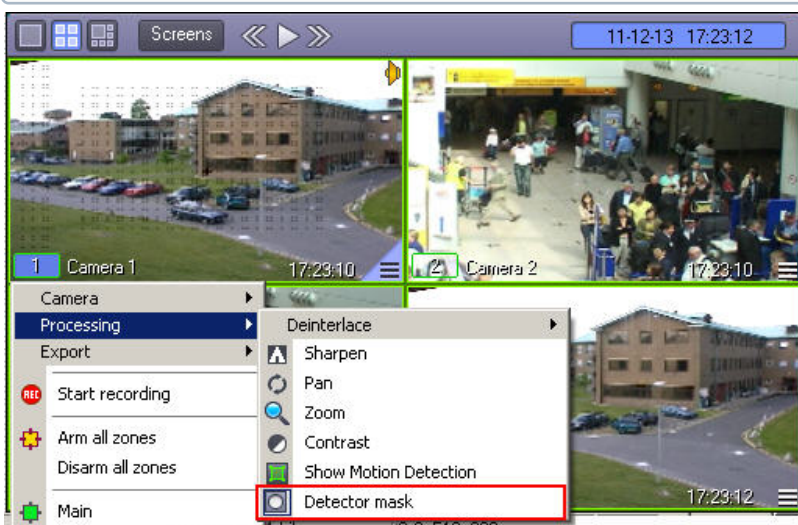 Screens
11-12-13 17:23:12
1 Camera 1 17:23:10
2 Camera 2 17:23:10
Camera
Processing
Export
REC Start recording
Arm all zones
Disarm all zones
Main
Deinterlace
Sharpen
Pan
Zoom
Contrast
Show Motion Detection
Detector mask
17:23:12